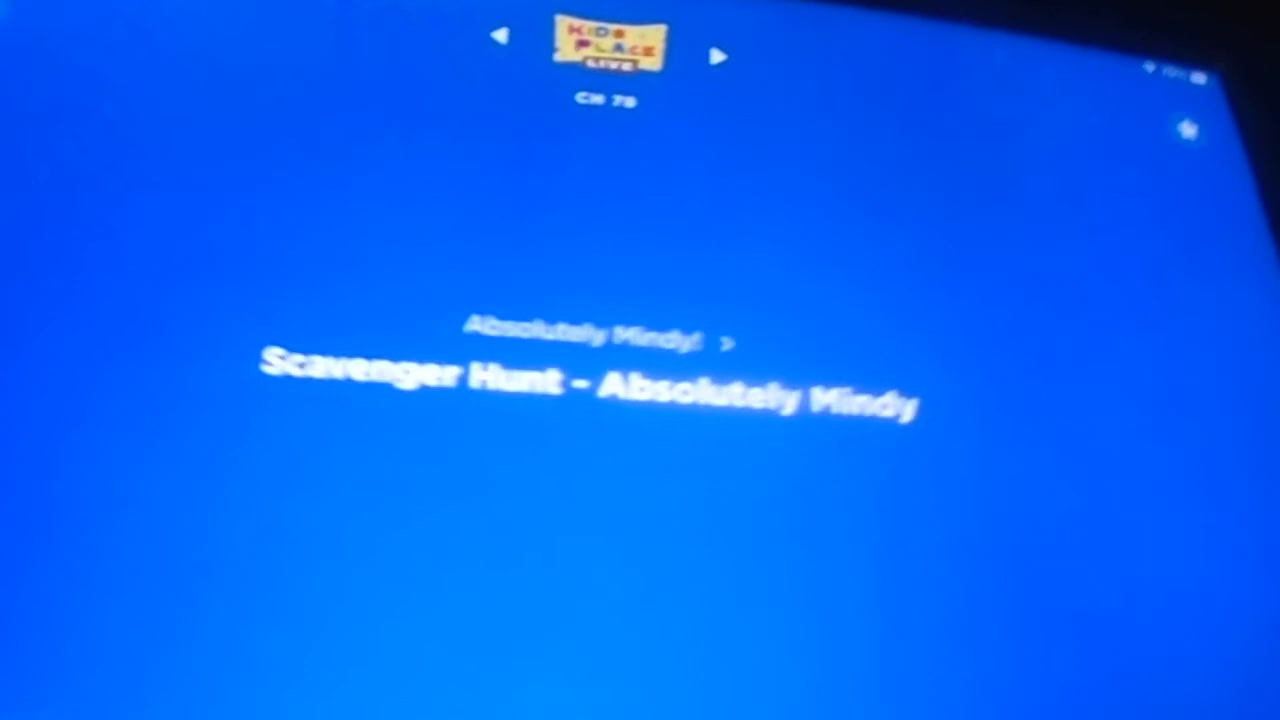 KIDS
PLACE
LIVE
CH 78
Absolutely Mindy! >
Scavenger Hunt - Absolutely Mindy